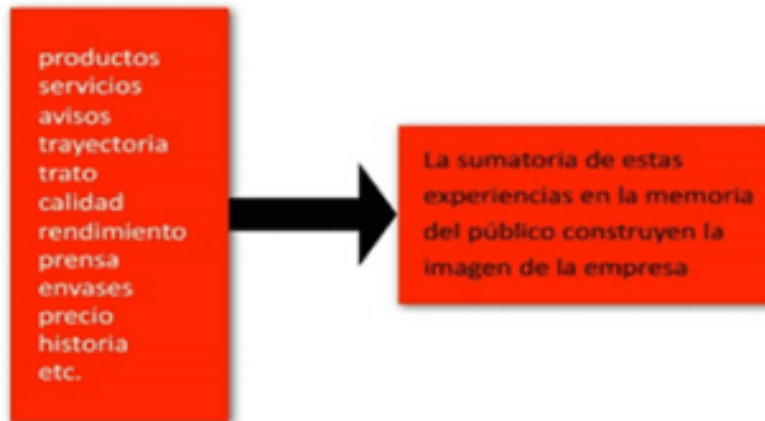 productos
servicios
avisos
trayectoria
trato
calidad
rendimiento
prensa
envases
precio
historia
etc.
La sumatoria de estas
experiencias en la memoria
del público construyen la
imagen de la empresa